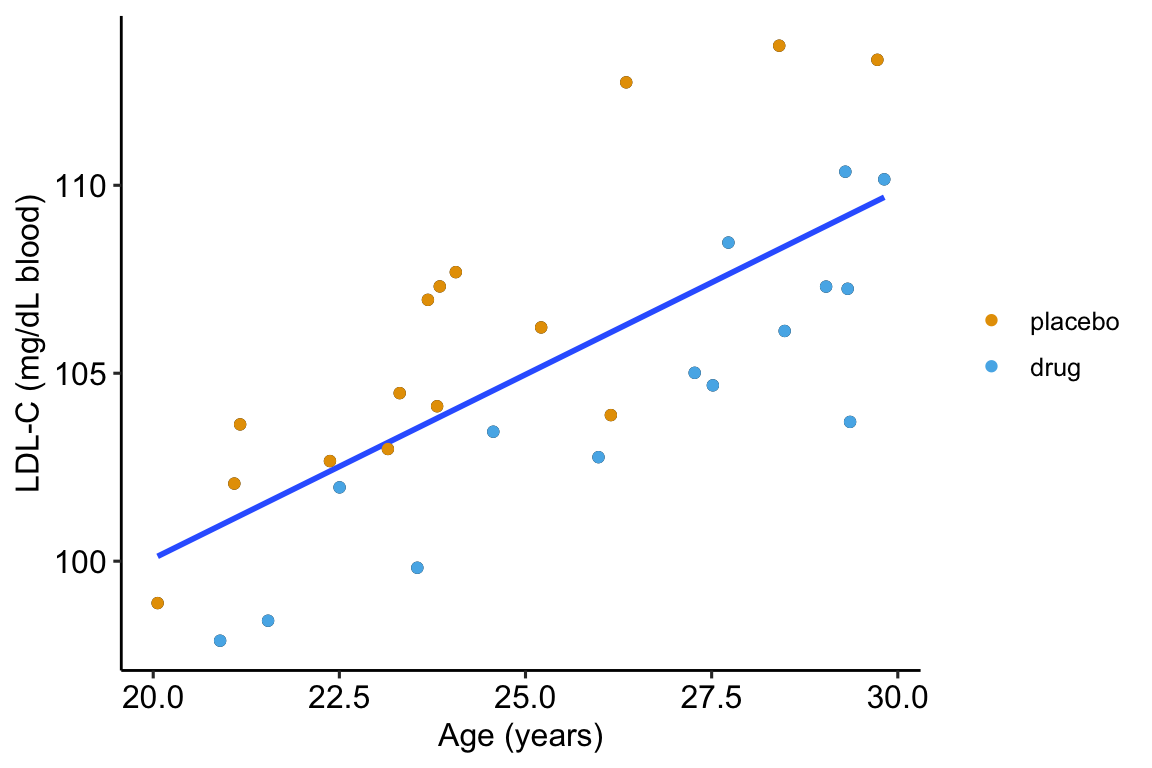 LDL-C (mg/dL blood)
110
105
100
20.0 22.5 25.0 27.5 30.0
Age (years)
placebo
drug